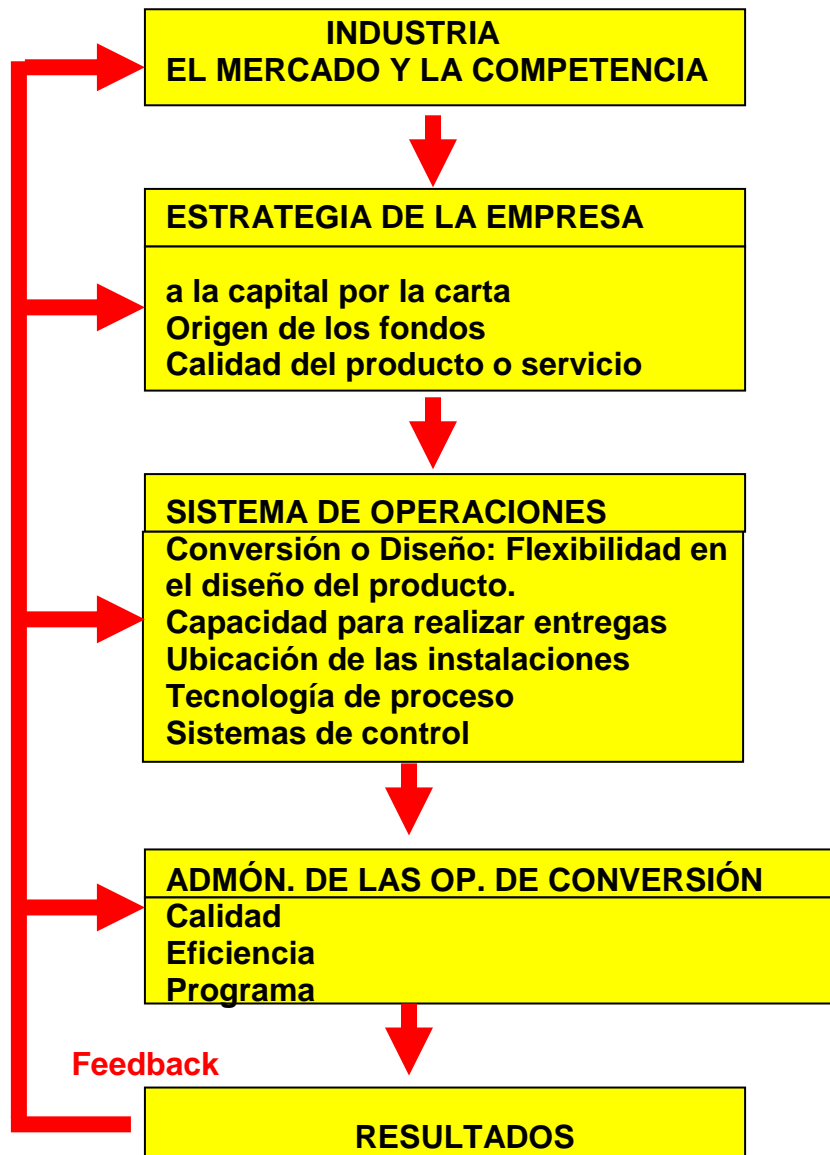 INDUSTRIA
EL MERCADO Y LA COMPETENCIA
ESTRATEGIA DE LA EMPRESA
a la capital por la carta
Origen de los fondos
Calidad del producto o servicio
SISTEMA DE OPERACIONES
Conversión o Diseño: Flexibilidad en
el diseño del producto.
Capacidad para realizar entregas
Ubicación de las instalaciones
Tecnología de proceso
Sistemas de control
ADMÓN. DE LAS OP. DE CONVERSIÓN
Calidad
Eficiencia
Programa
Feedback
RESULTADOS